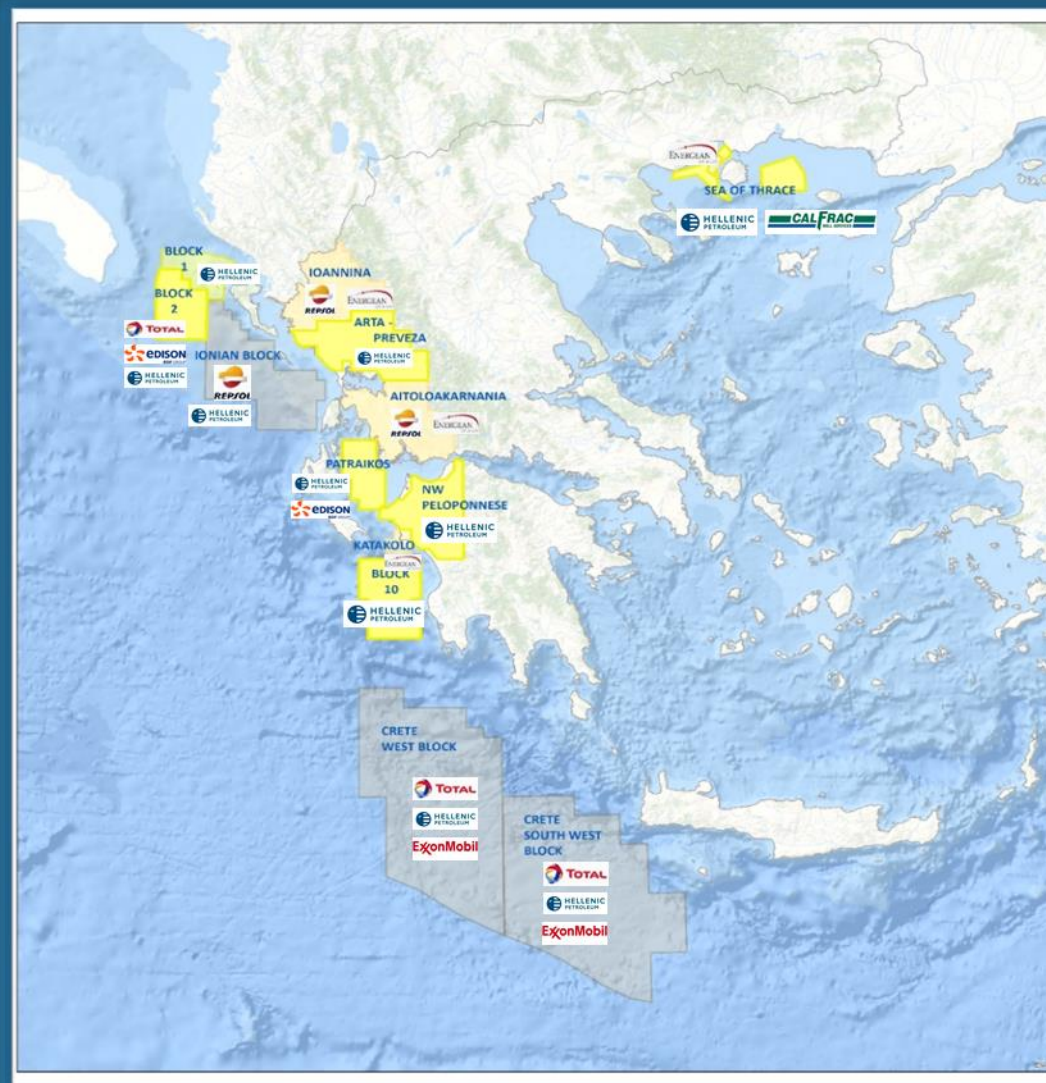 ENERGEAN
SEA OF THRACE
HELLENIC
PETROLEUM
CALFRAC
WELL SERVICES
BLOCK
1
HELLENIC
PETROLEUM
BLOCK
2
TOTAL
EDISON
HELLENIC
PETROLEUM
IONIAN BLOCK
REPSOL
HELLENIC
PETROLEUM
IOANNINA
REPSOL
ENERGEAN
ARTA -
PREVEZA
HELLENIC
PETROLEUM
AITOLOAKARNANIA
REPSOL
ENERGEAN
PATRAIKOS
HELLENIC
PETROLEUM
EDISON
NW
PELOPONNESE
HELLENIC
PETROLEUM
KATAKOLO
ENERGEAN
BLOCK
10
HELLENIC
PETROLEUM
CRETE
WEST BLOCK
TOTAL
HELLENIC
PETROLEUM
ExxonMobil
CRETE
SOUTH WEST
BLOCK
TOTAL
HELLENIC
PETROLEUM
ExxonMobil